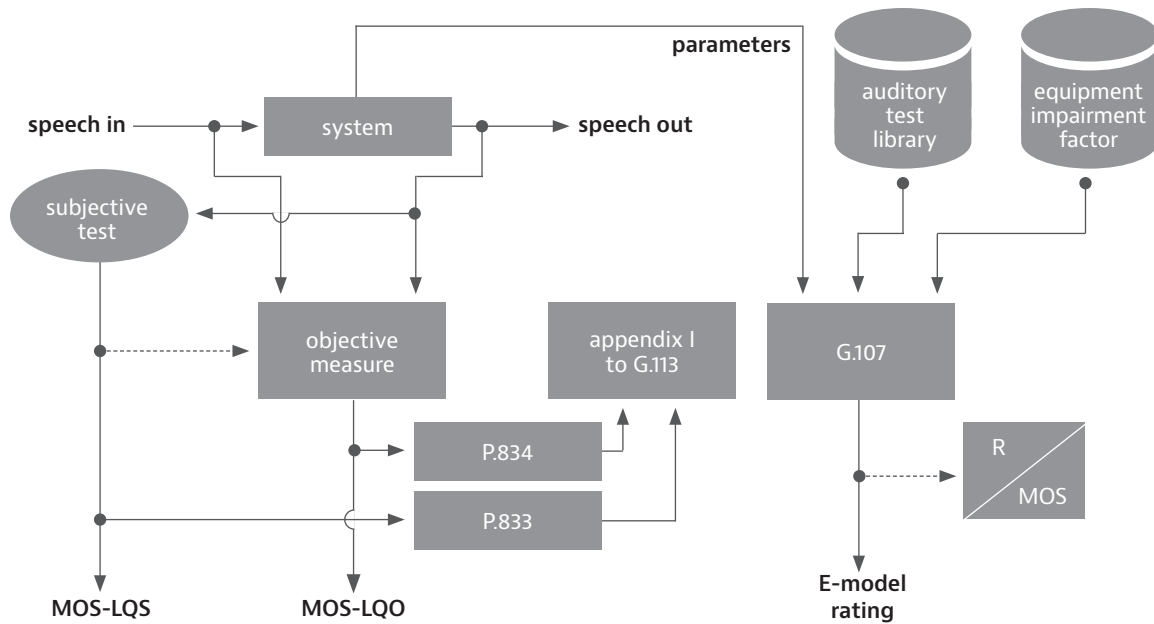 parameters
speech in
system
speech out
auditory
test
library
equipment
impairment
factor
subjective
test
objective
measure
appendix I
to G.113
G.107
P.834
P.833
R
MOS
MOS-LQS
MOS-LQO
E-model
rating